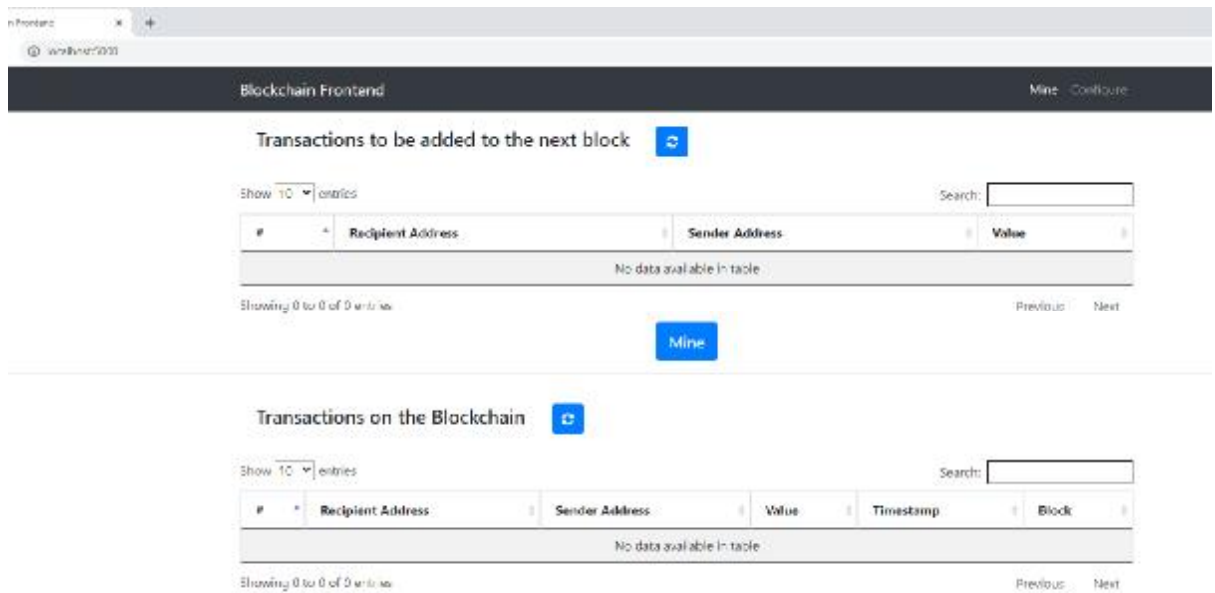 n Frontend
localhost:5000
Blockchain Frontend Mine Configure
Transactions to be added to the next block
Show 10 entries Search:
# Recipient Address Sender Address Value
No data available in table
Showing 0 to 0 of 0 entries Previous Next
Mine
Transactions on the Blockchain
Show 10 entries Search:
# Recipient Address Sender Address Value Timestamp Block
No data available in table
Showing 0 to 0 of 0 entries Previous Next